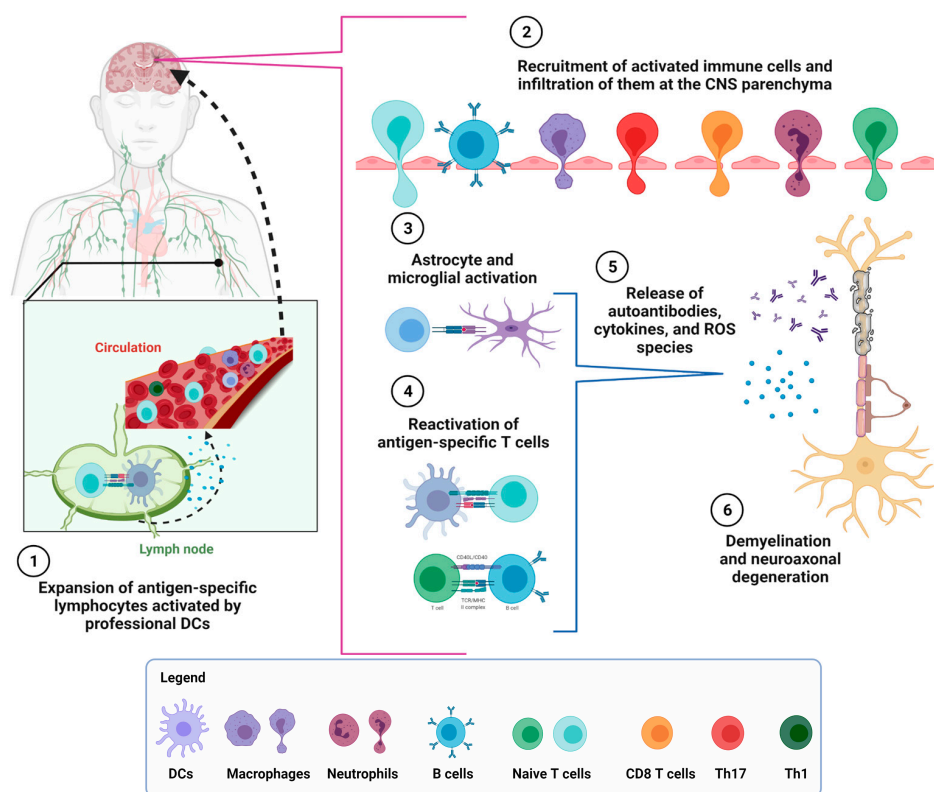 2
Recruitment of activated immune cells and
infiltration of them at the CNS parenchyma
3
Astrocyte and
microglial activation
5
Release of
autoantibodies,
cytokines, and ROS
species
Circulation
4
Reactivation of
antigen-specific T cells
Lymph node
1
Expansion of antigen-specific
lymphocytes activated by
professional DCs
CD40L/CD40
TCR/MHC
II complex
T cell
B cell
6
Demyelination
and neuroaxonal
degeneration
Legend
DCs
Macrophages
Neutrophils
B cells
Naive T cells
CD8 T cells
Th17
Th1